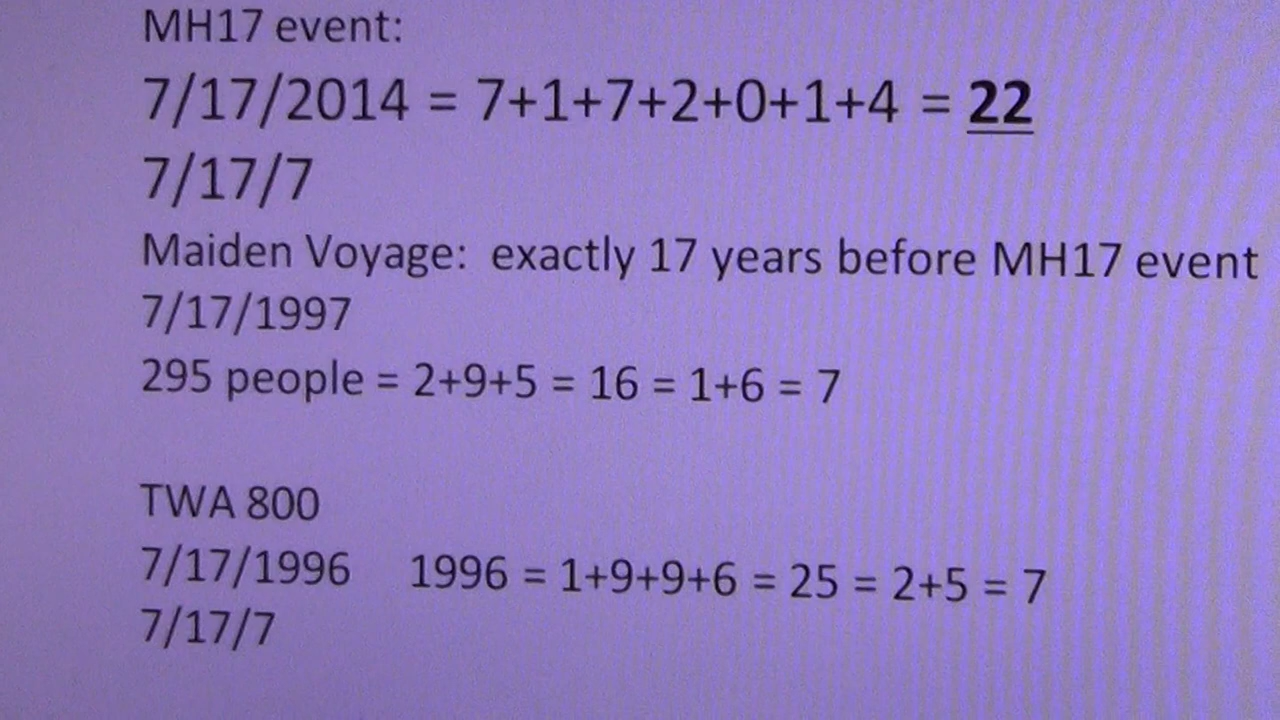 MH17 event:
7/17/2014 = 7+1+7+2+0+1+4 = 22
7/17/7
Maiden Voyage: exactly 17 years before MH17 event
7/17/1997
295 people = 2+9+5 = 16 = 1+6 = 7
TWA 800
7/17/1996 1996 = 1+9+9+6 = 25 = 2+5 = 7
7/17/7